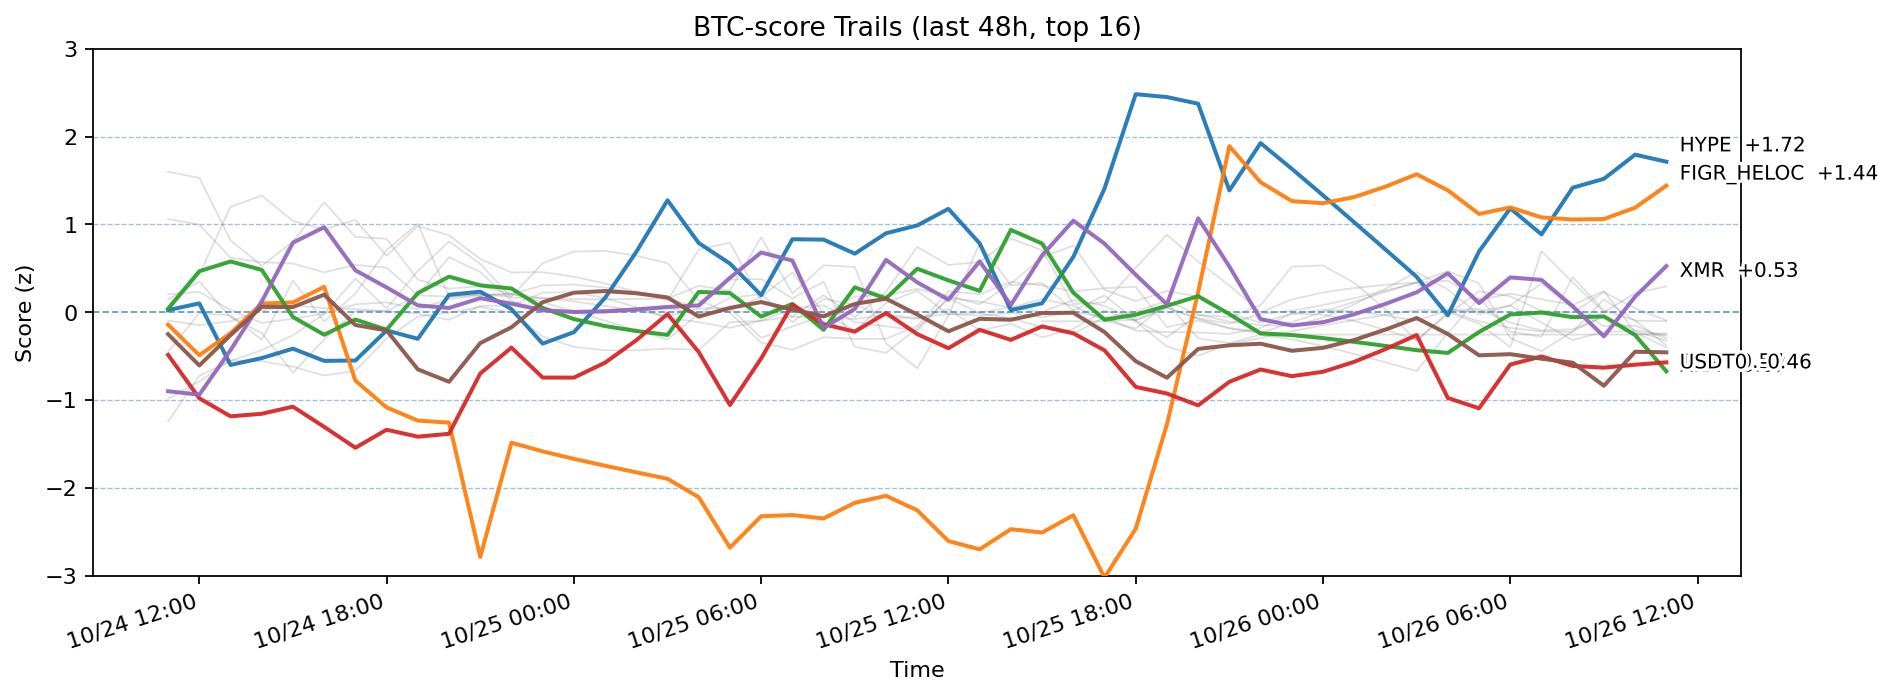 BTC-score Trails (last 48h, top 16)
Score (z)
3
2
1
0
−1
−2
−3
HYPE +1.72
FIGR_HELOC +1.44
XMR +0.53
10/24 12:00
10/24 18:00
10/25 00:00
10/25 06:00
10/25 12:00
10/25 18:00
10/26 00:00
10/26 06:00
10/26 12:00
Time